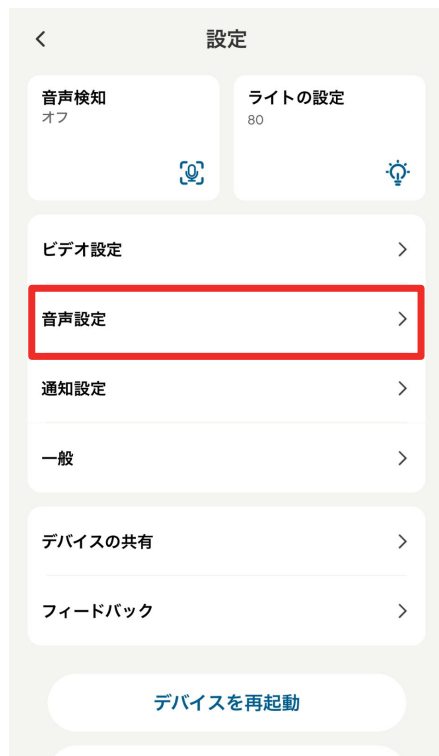 設定
音声検知
オフ
ライトの設定
80
ビデオ設定
音声設定
通知設定
一般
デバイスの共有
フィードバック
デバイスを再起動